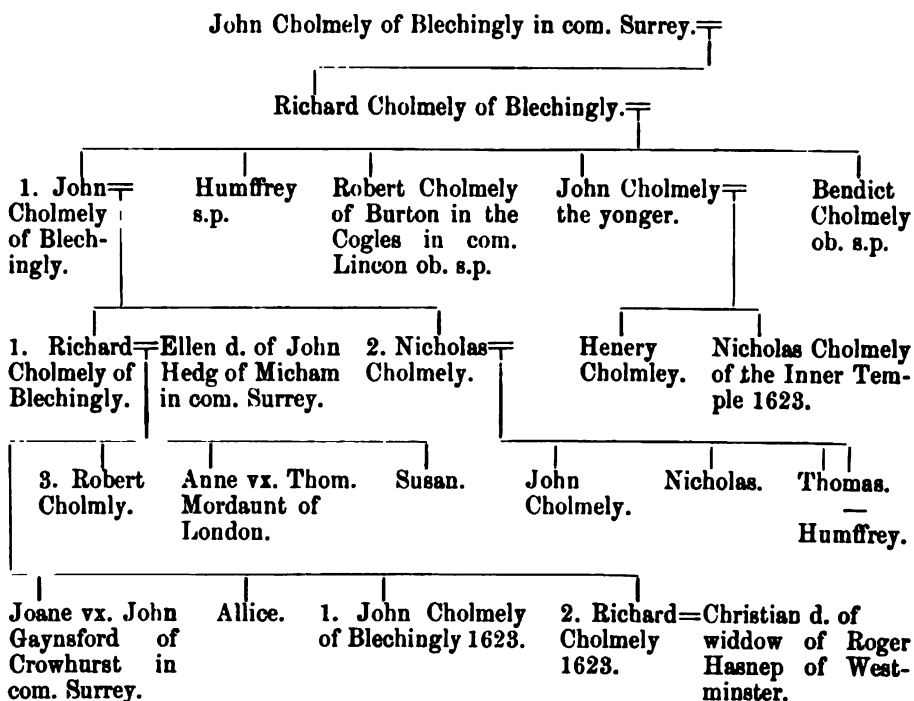 John Cholmely of Blechingly in com. Surrey.
Richard Cholmely of Blechingly.
1. John
Cholmely
of Blech-
ingly.
Humffrey
s.p.
Robert Cholmely
of Burton in the
Cogles in com.
Lincon ob. s.p.
John Cholmely
the yonger.
Bendict
Cholmely
ob. s.p.
1. Richard
Cholmely of
Blechingly.
Ellen d. of John
Hedg of Micham
in com. Surrey.
2. Nicholas
Cholmely.
Henery
Cholmley.
Nicholas Cholmely
of the Inner Tem-
ple 1623.
3. Robert
Cholmly.
Anne vx. Thom.
Mordaunt of
London.
Susan.
John
Cholmely.
Nicholas.
Thomas.
Humffrey.
Joane vx. John
Gaynsford of
Crowhurst in
com. Surrey.
Allice.
1. John Cholmely
of Blechingly 1623.
2. Richard
Cholmely
1623.
Christian d. of
widdow of Roger
Hasnep of West-
minster.